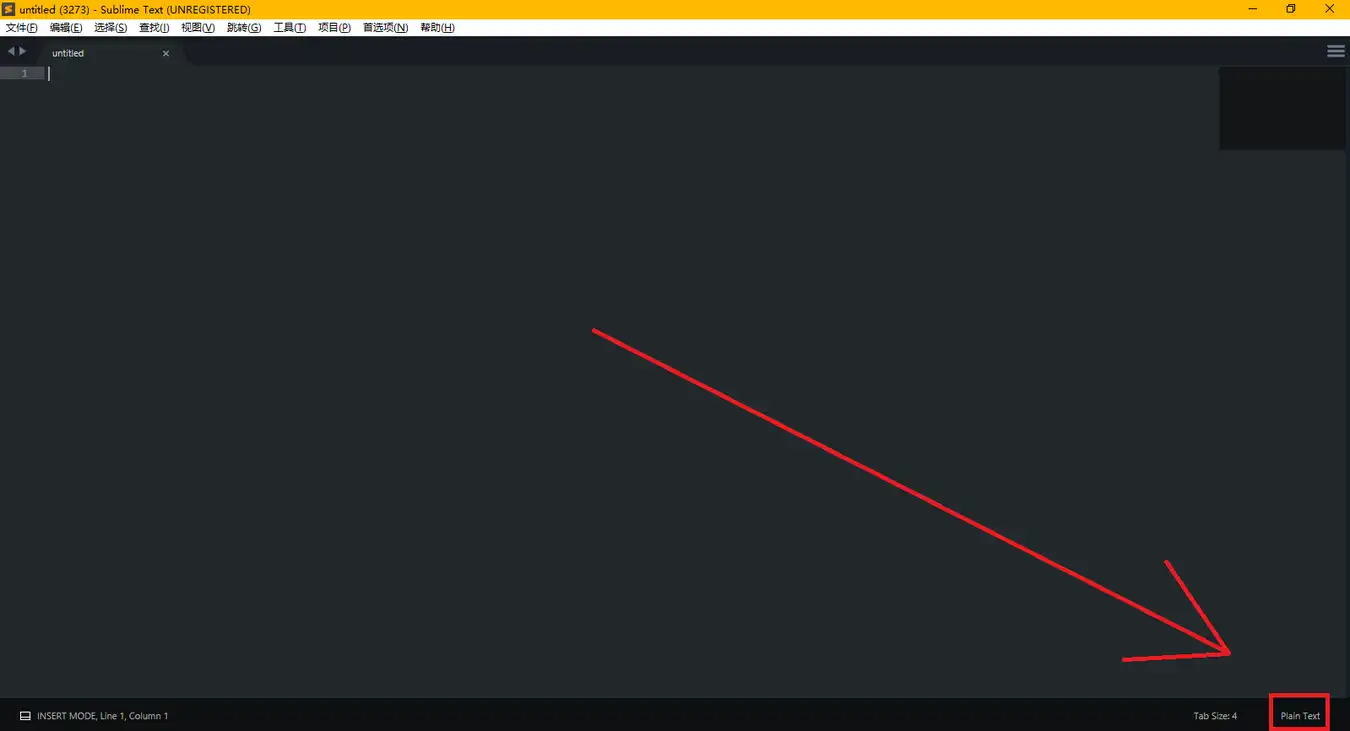 untitled (3273) - Sublime Text (UNREGISTERED)
文件(F) 编辑(E) 选择(S) 查找(I) 视图(V) 跳转(G) 工具(T) 项目(P) 首选项(N) 帮助(H)
untitled
1
INSERT MODE, Line 1, Column 1 Tab Size: 4 Plain Text